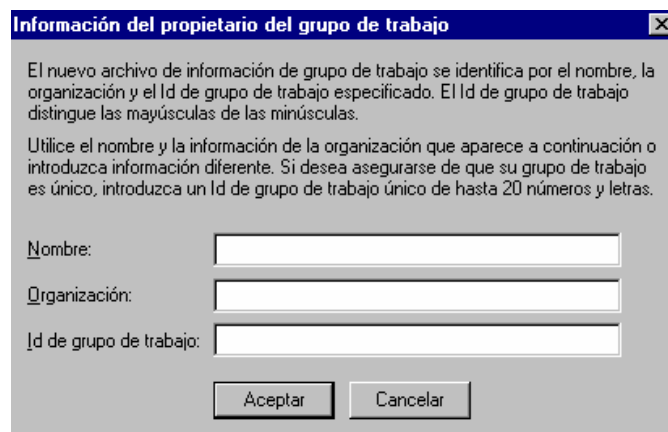 Información del propietario del grupo de trabajo
El nuevo archivo de información de grupo de trabajo se identifica por el nombre, la
organización y el Id de grupo de trabajo especificado. El Id de grupo de trabajo
distingue las mayúsculas de las minúsculas.
Utilice el nombre y la información de la organización que aparece a continuación o
introduzca información diferente. Si desea asegurarse de que su grupo de trabajo
es único, introduzca un Id de grupo de trabajo único de hasta 20 números y letras.
Nombre:
Organización:
Id de grupo de trabajo:
Aceptar Cancelar